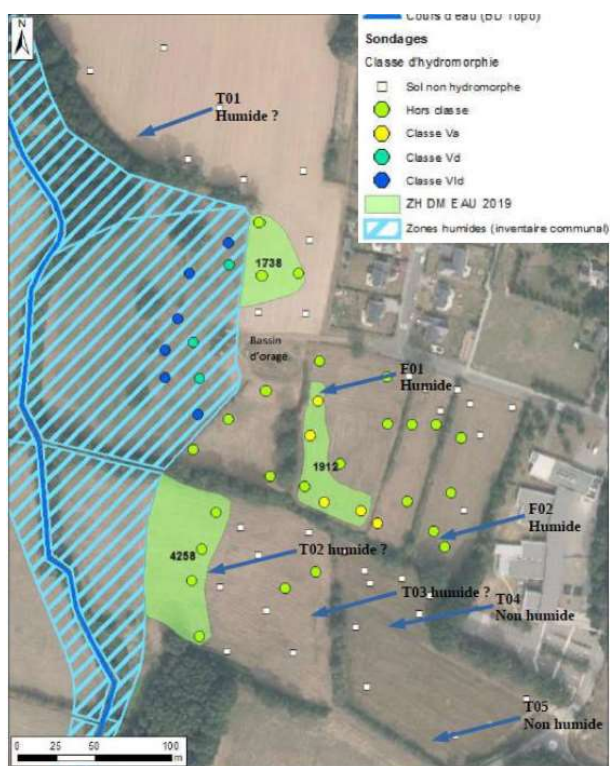 N
Cours d'eau (BD Topo)
Sondages
Classe d'hydromorphie
Sol non hydromorphe
Hors classe
Classe Va
Classe Vd
Classe VId
ZH DM EAU 2019
Zones humides (inventaire communal)
T01
Humide ?
1738
Bassin
d'orage
F01
Humide
1912
F02
Humide
4258
T02 humide ?
T03 humide ?
T04
Non humide
T05
Non humide
0 25 50 100
m